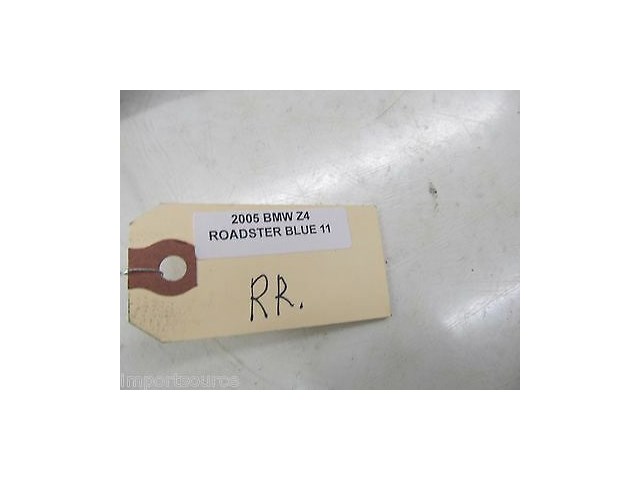 2005 BMW Z4
ROADSTER BLUE 11
RR.
importsource